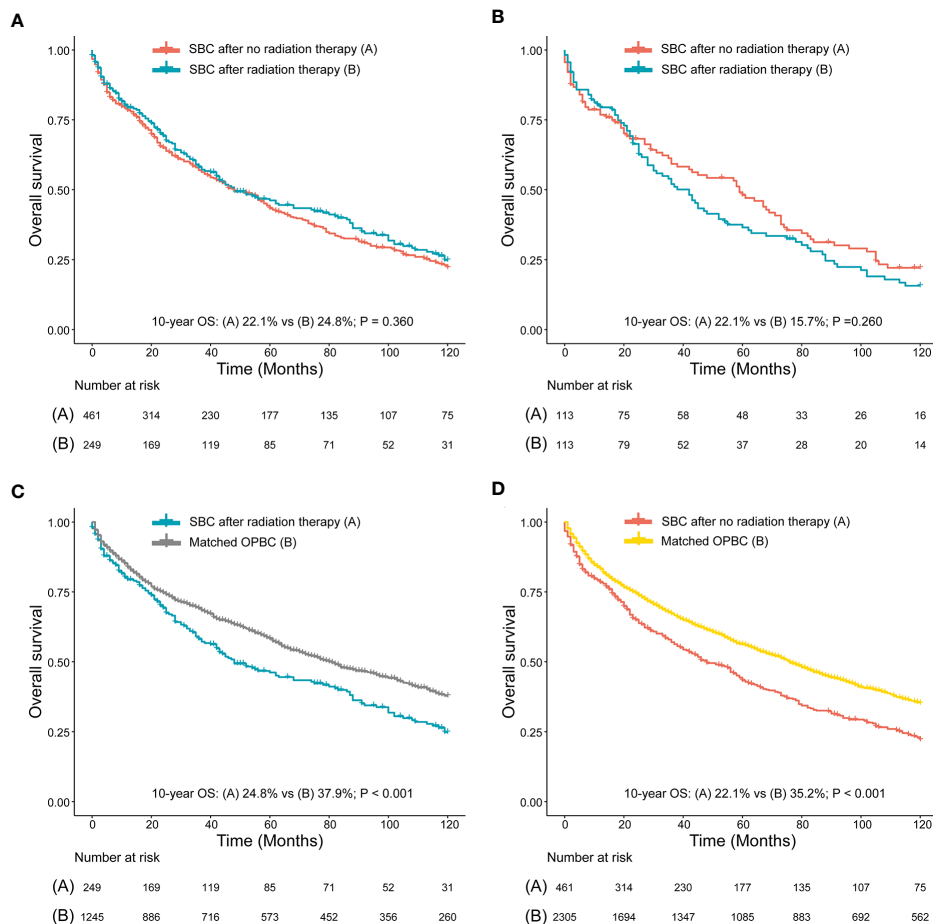 A
SBC after no radiation therapy (A)
SBC after radiation therapy (B)
1.00
0.75
0.50
0.25
0.00
Overall survival
10-year OS: (A) 22.1% vs (B) 24.8%; P = 0.360
0 20 40 60 80 100 120
Time (Months)
Number at risk
(A) 461 314 230 177 135 107 75
(B) 249 169 119 85 71 52 31
B
SBC after no radiation therapy (A)
SBC after radiation therapy (B)
1.00
0.75
0.50
0.25
0.00
Overall survival
10-year OS: (A) 22.1% vs (B) 15.7%; P =0.260
0 20 40 60 80 100 120
Time (Months)
Number at risk
(A) 113 75 58 48 33 26 16
(B) 113 79 52 37 28 20 14
C
SBC after radiation therapy (A)
Matched OPBC (B)
1.00
0.75
0.50
0.25
0.00
Overall survival
10-year OS: (A) 24.8% vs (B) 37.9%; P < 0.001
0 20 40 60 80 100 120
Time (Months)
Number at risk
(A) 249 169 119 85 71 52 31
(B) 1245 886 716 573 452 356 260
D
SBC after no radiation therapy (A)
Matched OPBC (B)
1.00
0.75
0.50
0.25
0.00
Overall survival
10-year OS: (A) 22.1% vs (B) 35.2%; P < 0.001
0 20 40 60 80 100 120
Time (Months)
Number at risk
(A) 461 314 230 177 135 107 75
(B) 2305 1694 1347 1085 883 692 562